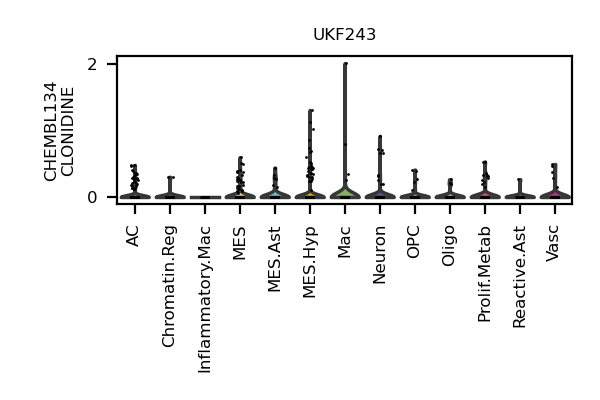 UKF243
CHEMBL134
CLONIDINE
2
0
AC
Chromatin.Reg
Inflammatory.Mac
MES
MES.Ast
MES.Hyp
Mac
Neuron
OPC
Oligo
Prolif.Metab
Reactive.Ast
Vasc